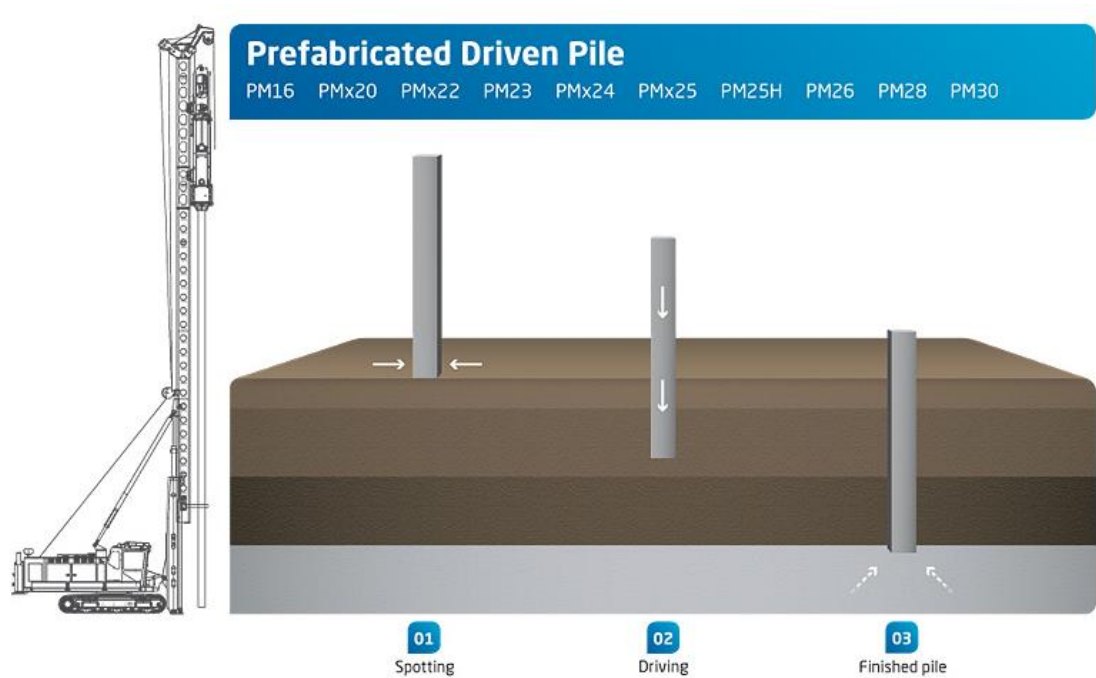 Prefabricated Driven Pile
PM16 PMx20 PMx22 PM23 PMx24 PMx25 PM25H PM26 PM28 PM30
01
Spotting
02
Driving
03
Finished pile